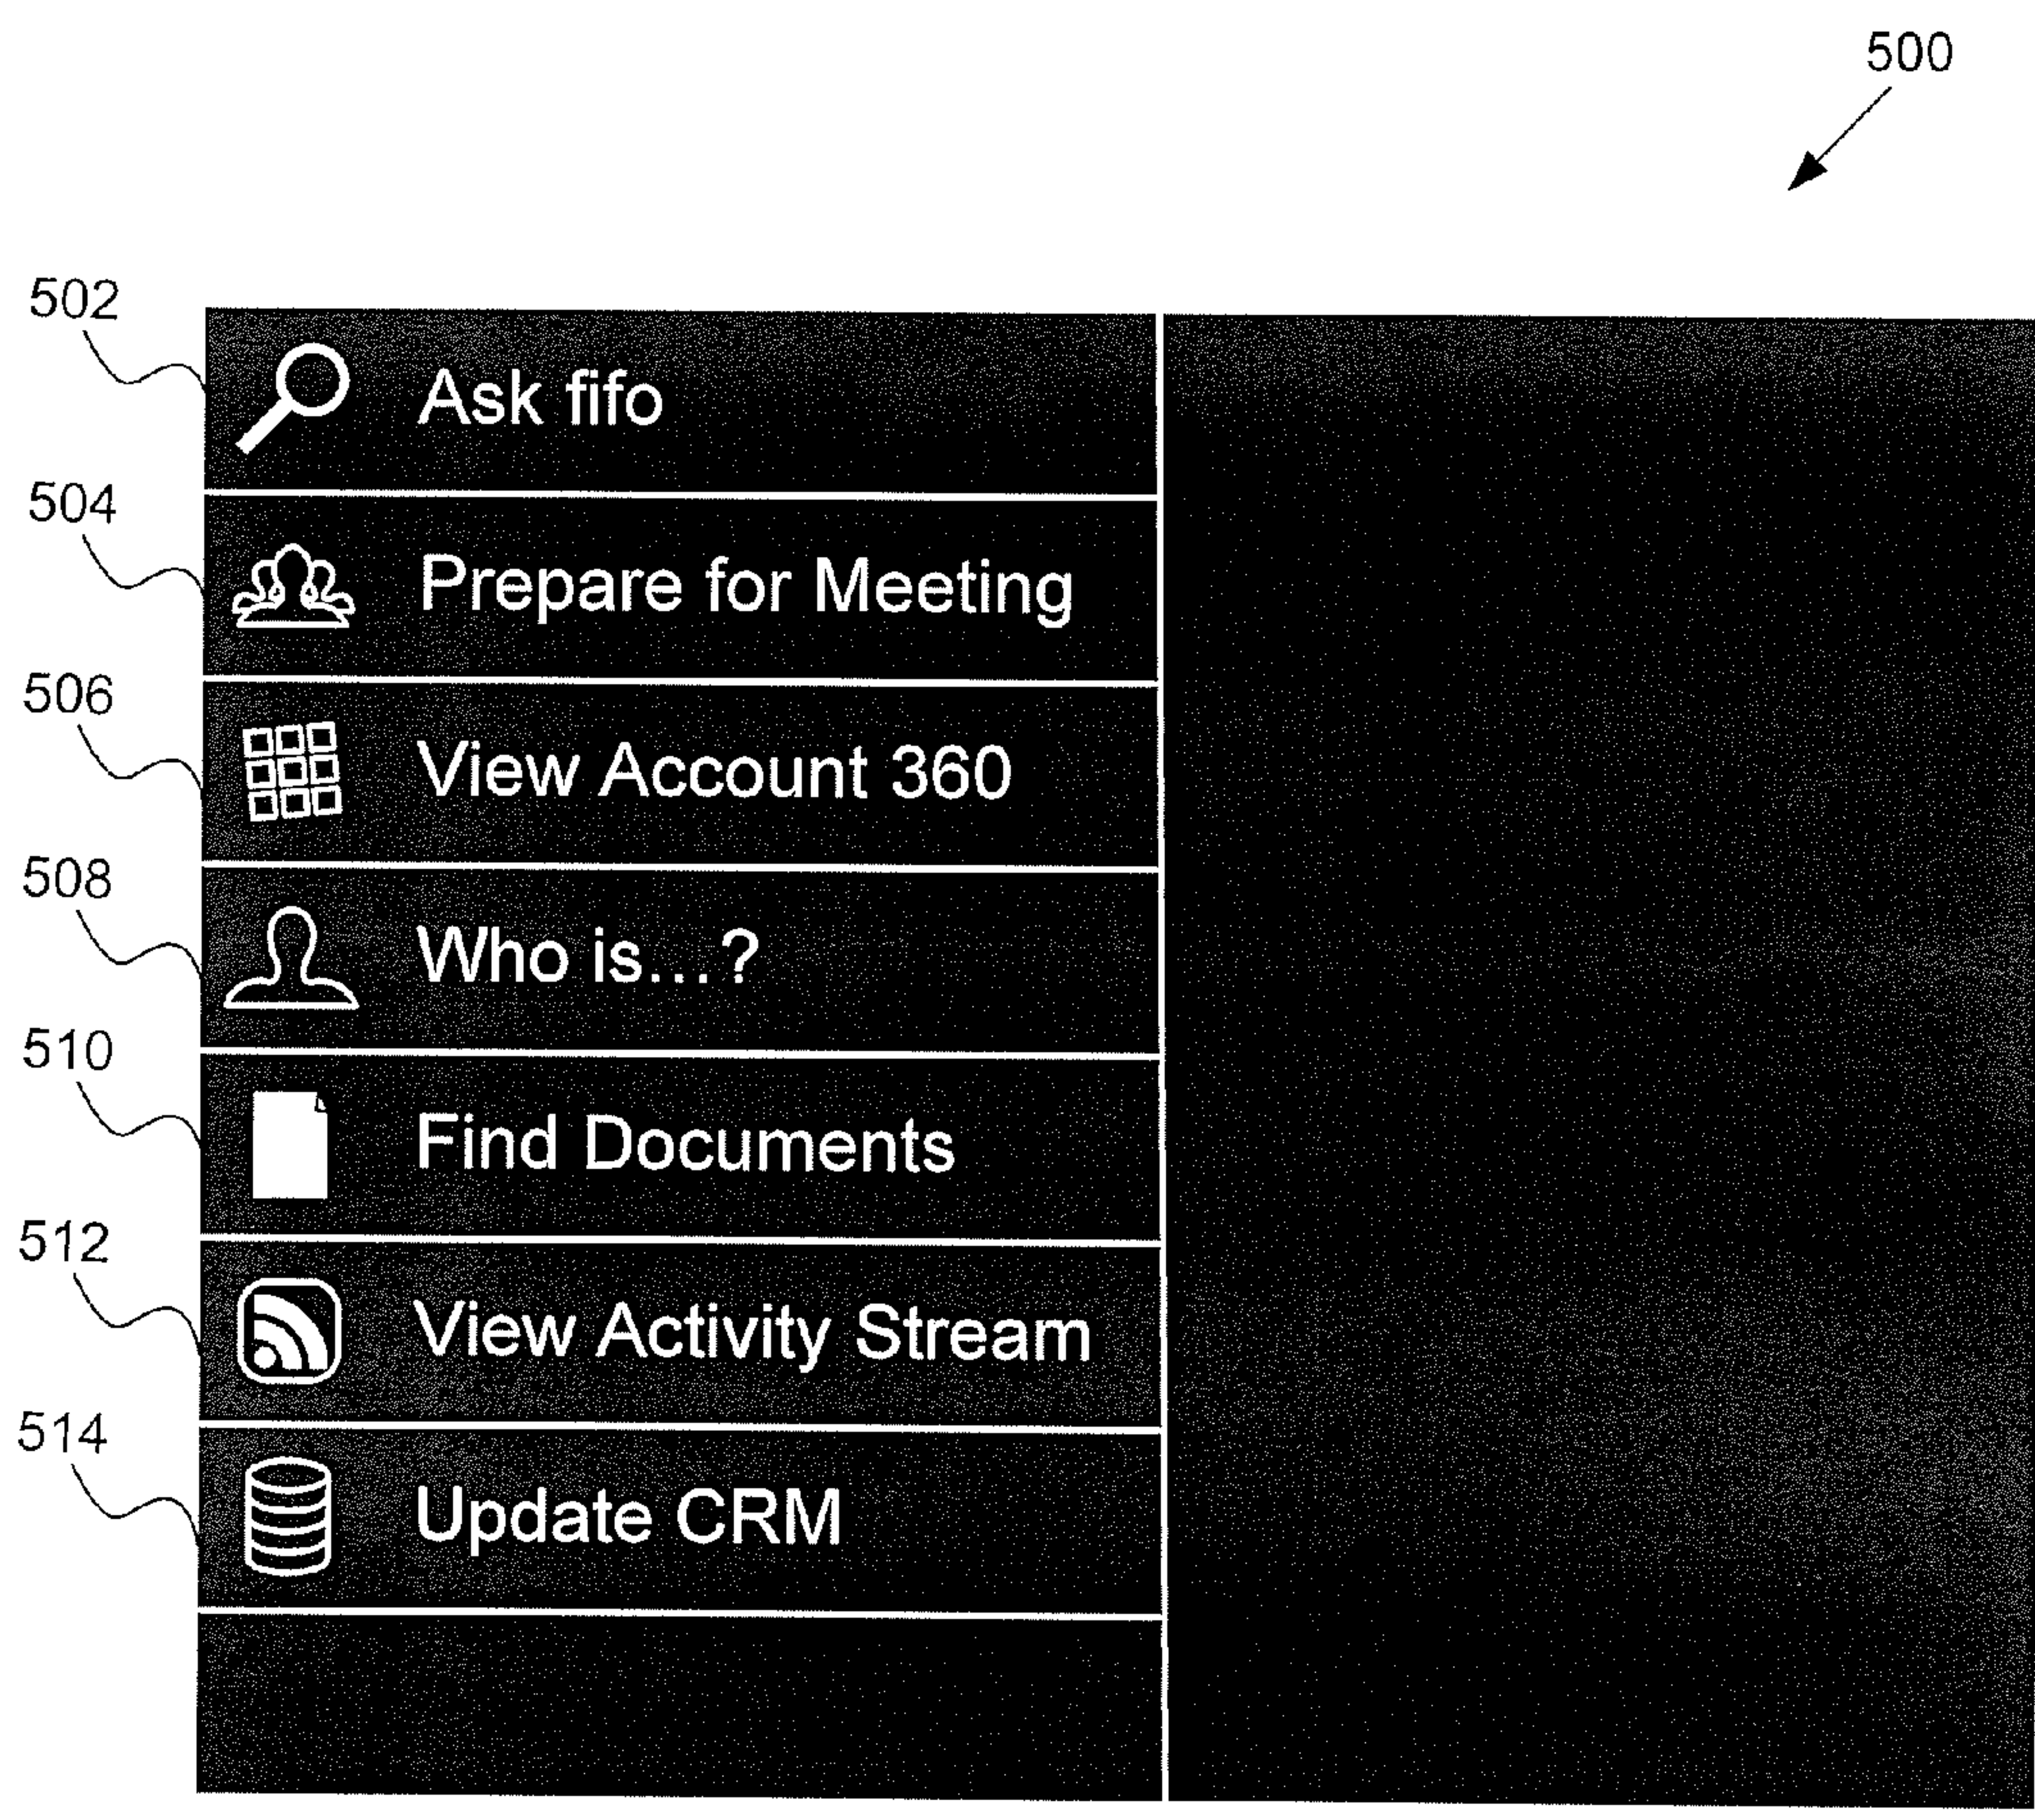 500
502
Ask fifo
504
Prepare for Meeting
506
View Account 360
508
Who is...?
510
Find Documents
512
View Activity Stream
514
Update CRM